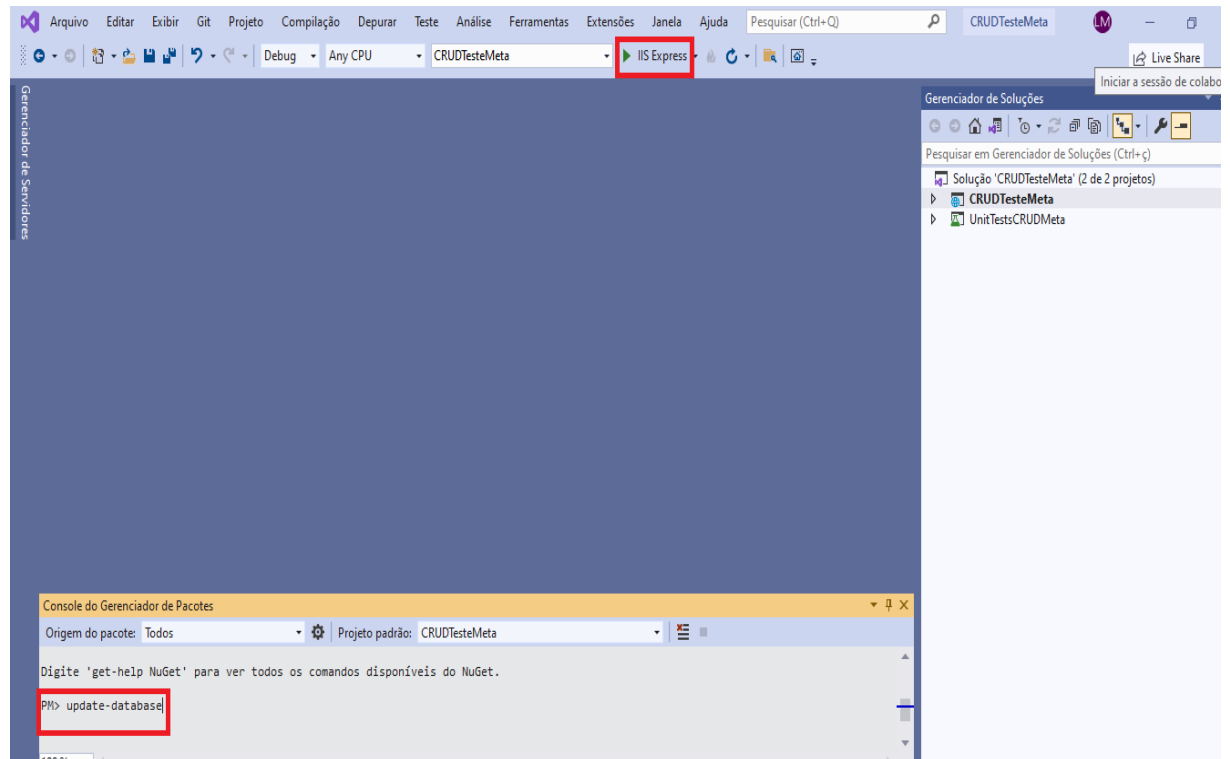 Arquivo Editar Exibir Git Projeto Compilação Depurar Teste Análise Ferramentas Extensões Janela Ajuda Pesquisar (Ctrl+Q) CRUDTesteMeta LM
Debug Any CPU CRUDTesteMeta IIS Express Live Share
Iniciar a sessão de colabo
Gerenciador de Servidores
Gerenciador de Soluções
Pesquisar em Gerenciador de Soluções (Ctrl+ç)
Solução 'CRUDTesteMeta' (2 de 2 projetos)
CRUDTesteMeta
UnitTestsCRUDMeta
Console do Gerenciador de Pacotes
Origem do pacote: Todos Projeto padrão: CRUDTesteMeta
Digite 'get-help NuGet' para ver todos os comandos disponíveis do NuGet.
PM> update-database